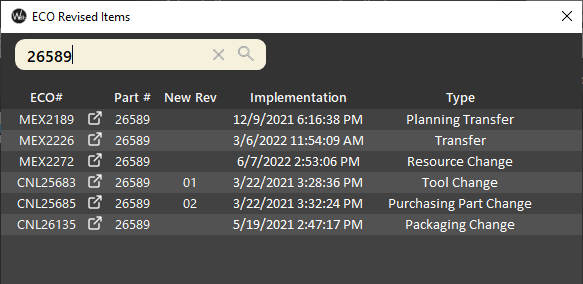 ECO Revised Items
26589
ECO# Part # New Rev Implementation Type
MEX2189 26589 12/9/2021 6:16:38 PM Planning Transfer
MEX2226 26589 3/6/2022 11:54:09 AM Transfer
MEX2272 26589 6/7/2022 2:53:06 PM Resource Change
CNL25683 26589 01 3/22/2021 3:28:36 PM Tool Change
CNL25685 26589 02 3/22/2021 3:32:24 PM Purchasing Part Change
CNL26135 26589 5/19/2021 2:47:17 PM Packaging Change